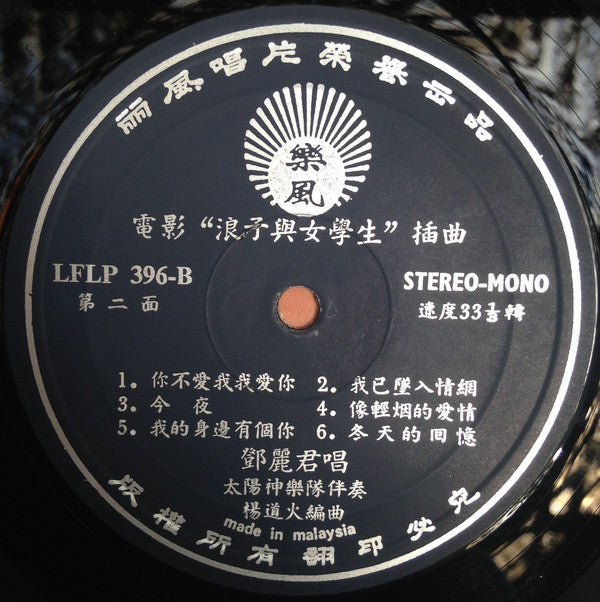 丽風唱片榮譽出品
樂風
電影“浪子與女學生”插曲
LFLP 396-B
STEREO-MONO
第二面
速度33⅓轉
1. 你不愛我我愛你 2. 我已墜入情網
3. 今夜 4. 像輕烟的愛情
5. 我的身邊有個你 6. 冬天的回憶
鄧麗君唱
太陽神樂隊伴奏
楊道火編曲
made in malaysia
版權所有翻印必究